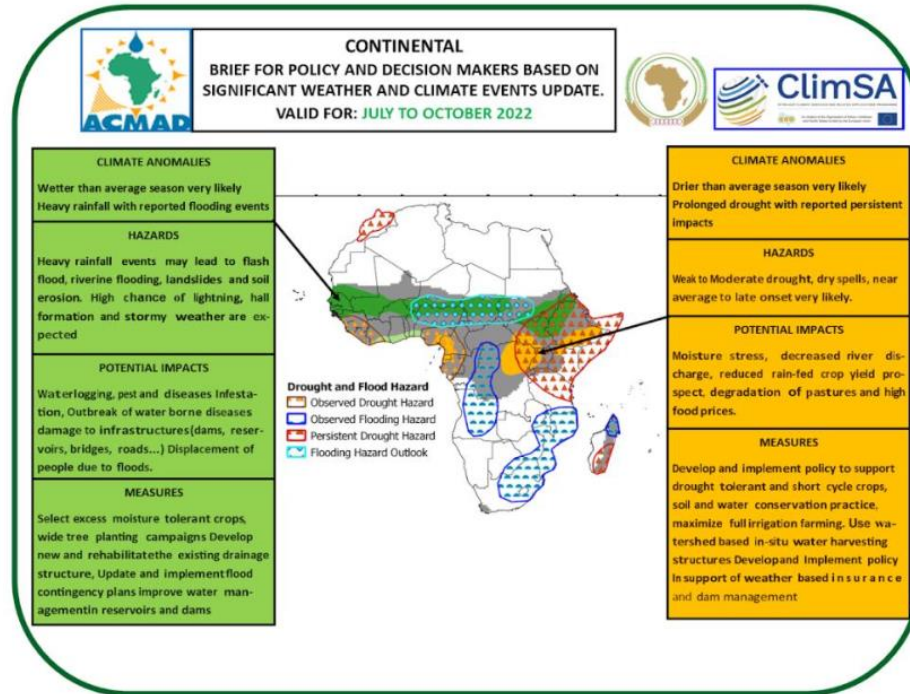 ACMAD
CONTINENTAL
BRIEF FOR POLICY AND DECISION MAKERS BASED ON
SIGNIFICANT WEATHER AND CLIMATE EVENTS UPDATE.
VALID FOR: JULY TO OCTOBER 2022
ClimSA
CLIMATE ANOMALIES
Wetter than average season very likely
Heavy rainfall with reported flooding events
HAZARDS
Heavy rainfall events may lead to flash
flood, riverine flooding, landslides and soil
erosion. High chance of lightning, hall
formation and stormy weather are ex-
pected
POTENTIAL IMPACTS
Waterlogging, pest and diseases Infesta-
tion, Outbreak of water borne diseases
damage to infrastructures(dams, reser-
voirs, bridges, roads...) Displacement of
people due to floods.
MEASURES
Select excess moisture tolerant crops,
wide tree planting campaigns Develop
new and rehabilitatethe existing drainage
structure, Update and implementflood
contingency plans improve water man-
agementin reservoirs and dams
Drought and Flood Hazard
Observed Drought Hazard
Observed Flooding Hazard
Persistent Drought Hazard
Flooding Hazard Outlook
CLIMATE ANOMALIES
Drier than average season very likely
Prolonged drought with reported persistent
impacts
HAZARDS
Weak to Moderate drought, dry spells, near
average to late onset very likely.
POTENTIAL IMPACTS
Moisture stress, decreased river dis-
charge, reduced rain-fed crop yield pro-
spect, degradation of pastures and high
food prices.
MEASURES
Develop and implement policy to support
drought tolerant and short cycle crops,
soil and water conservation practice,
maximize full irrigation farming. Use wa-
tershed based in-situ water harvesting
structures Developand Implement policy
In support of weather based insurance
and dam management